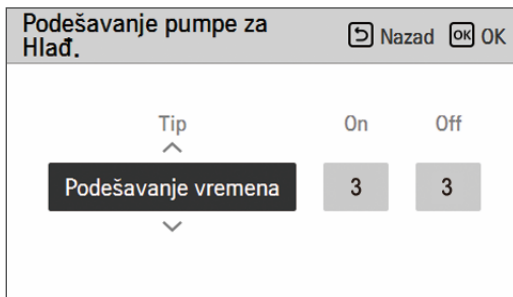 Podešavanje pumpe za
Hlađ.
Nazad OK OK
Tip On Off
Podešavanje vremena 3 3